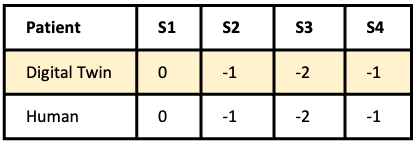 Patient S1 S2 S3 S4
Digital Twin 0 -1 -2 -1
Human 0 -1 -2 -1